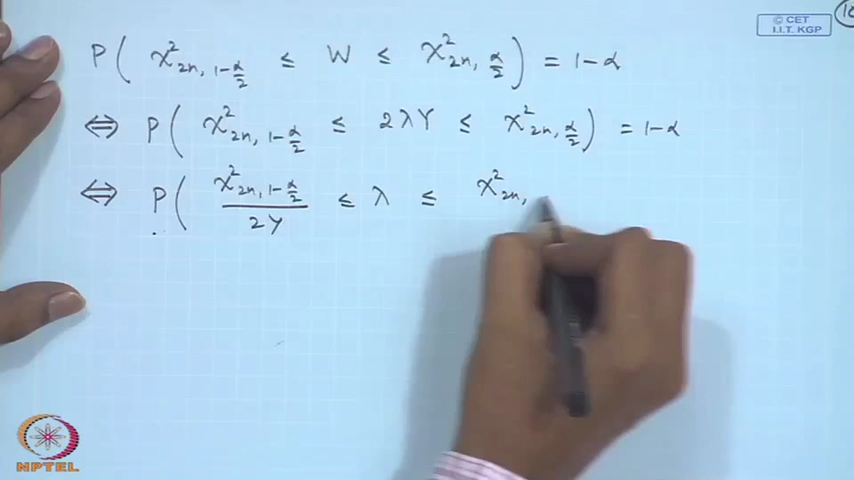 © CET
I.I.T. KGP
P( χ²_{2n, 1-α/2} ≤ W ≤ χ²_{2n, α/2} ) = 1-α
⇔ P( χ²_{2n, 1-α/2} ≤ 2λY ≤ χ²_{2n, α/2} ) = 1-α
⇔ P( χ²_{2n, 1-α/2} / 2Y ≤ λ ≤ χ²_{2n,
NPTEL